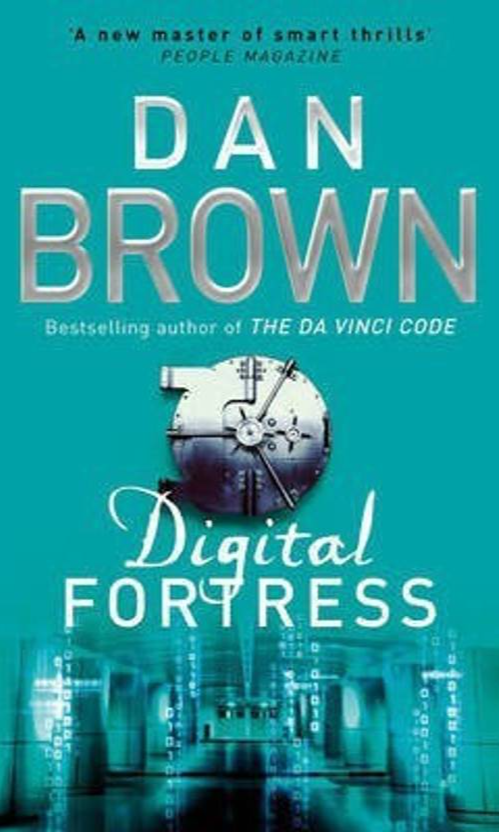 'A new master of smart thrills'
PEOPLE MAGAZINE
DAN
BROWN
Bestselling author of THE DA VINCI CODE
Digital
FORTRESS